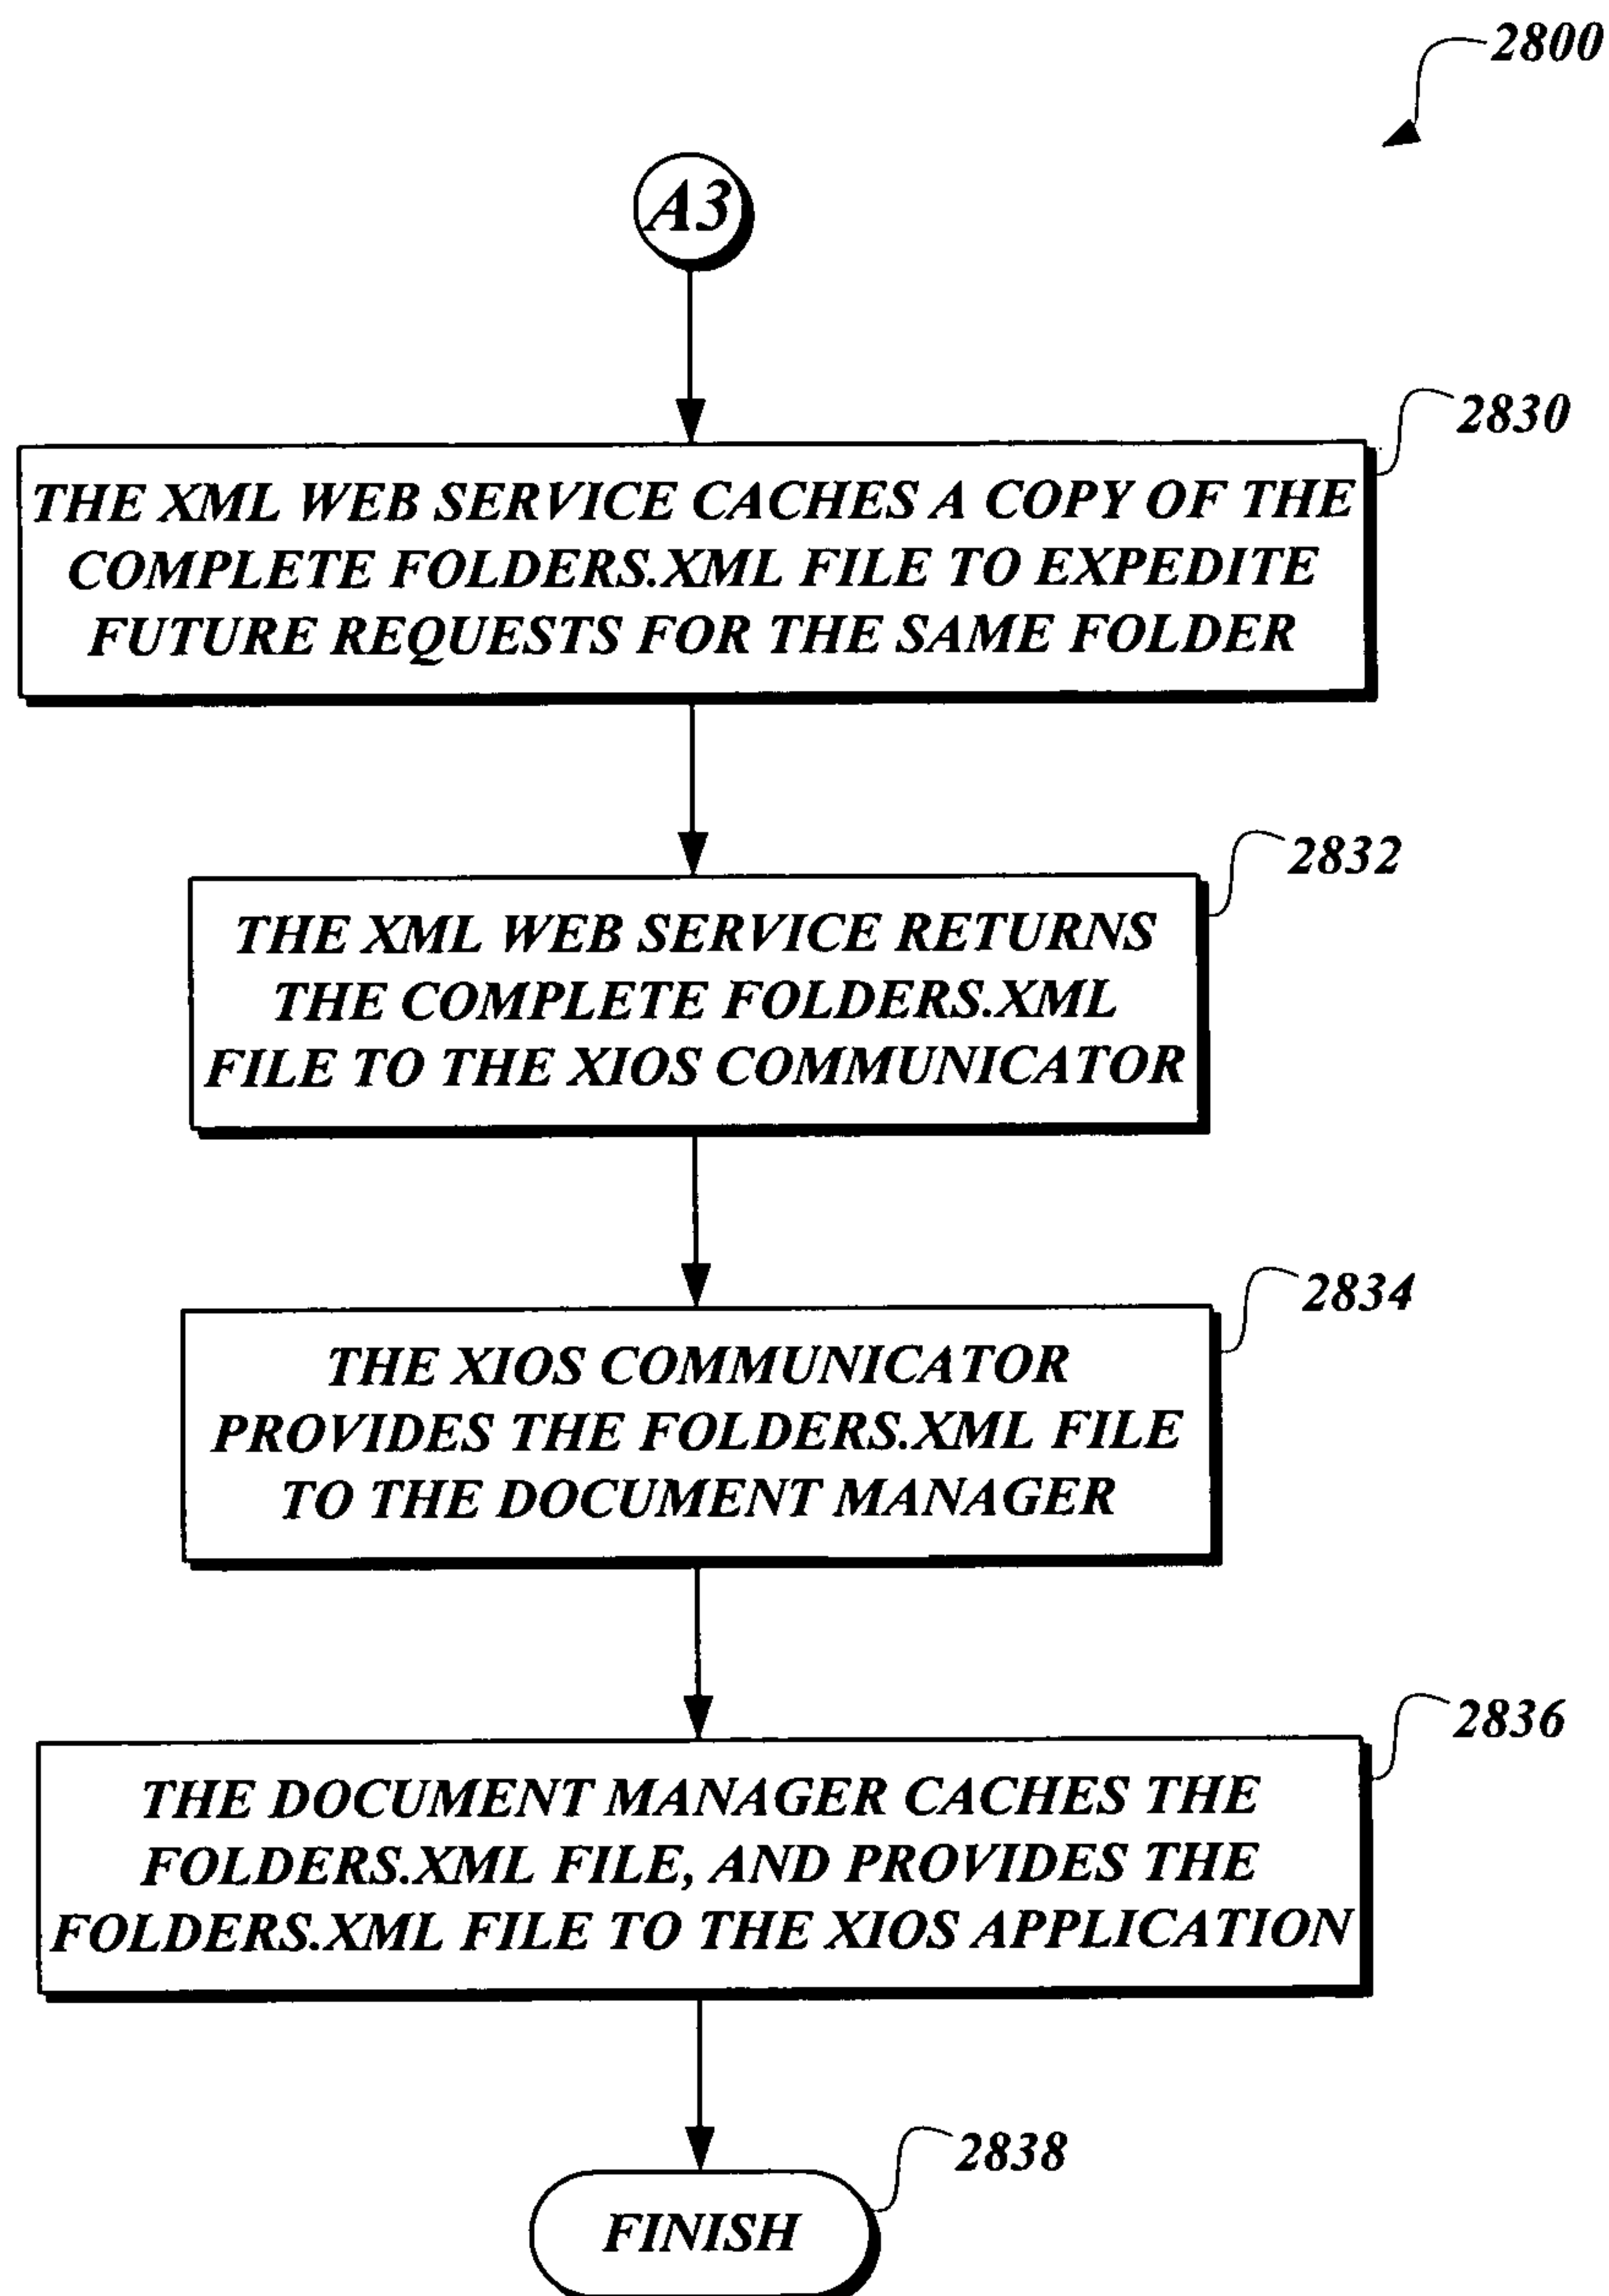 2800
A3
2830
THE XML WEB SERVICE CACHES A COPY OF THE
COMPLETE FOLDERS.XML FILE TO EXPEDITE
FUTURE REQUESTS FOR THE SAME FOLDER
2832
THE XML WEB SERVICE RETURNS
THE COMPLETE FOLDERS.XML
FILE TO THE XIOS COMMUNICATOR
2834
THE XIOS COMMUNICATOR
PROVIDES THE FOLDERS.XML FILE
TO THE DOCUMENT MANAGER
2836
THE DOCUMENT MANAGER CACHES THE
FOLDERS.XML FILE, AND PROVIDES THE
FOLDERS.XML FILE TO THE XIOS APPLICATION
2838
FINISH